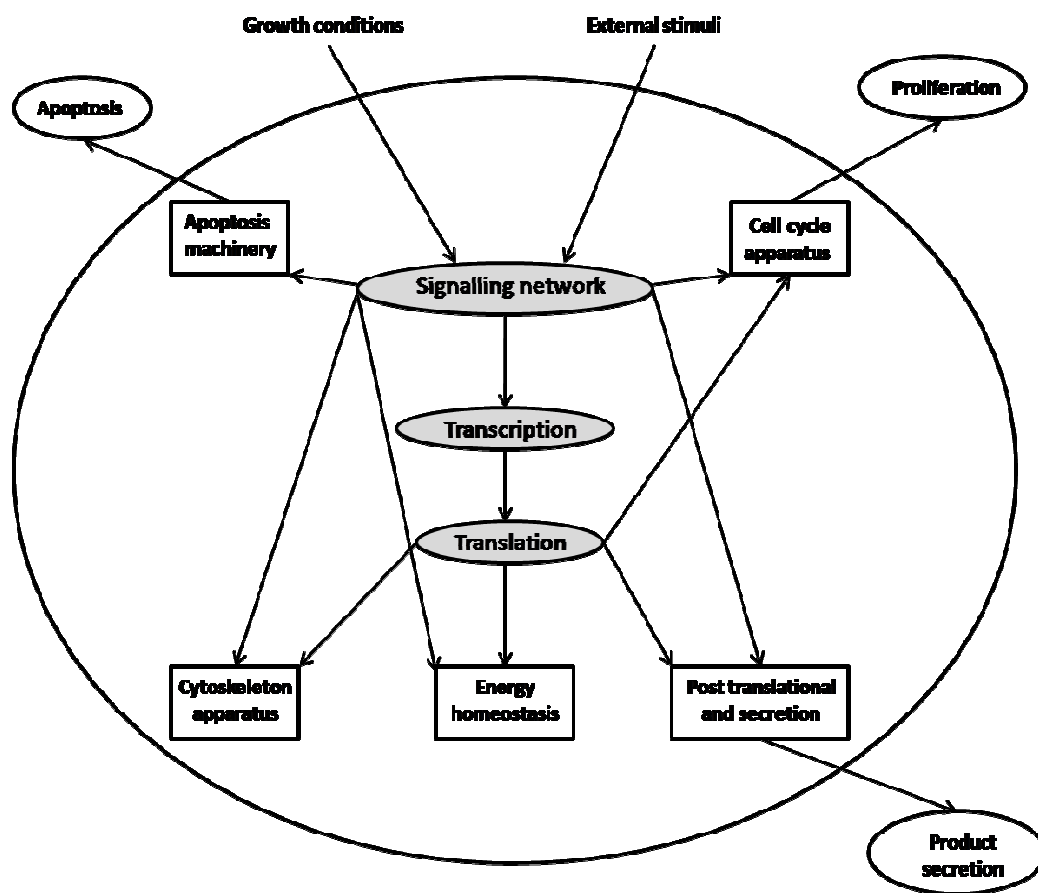 Growth conditions
External stimuli
Apoptosis
Proliferation
Apoptosis
machinery
Cell cycle
apparatus
Signalling network
Transcription
Translation
Cytoskeleton
apparatus
Energy
homeostasis
Post translational
and secretion
Product
secretion